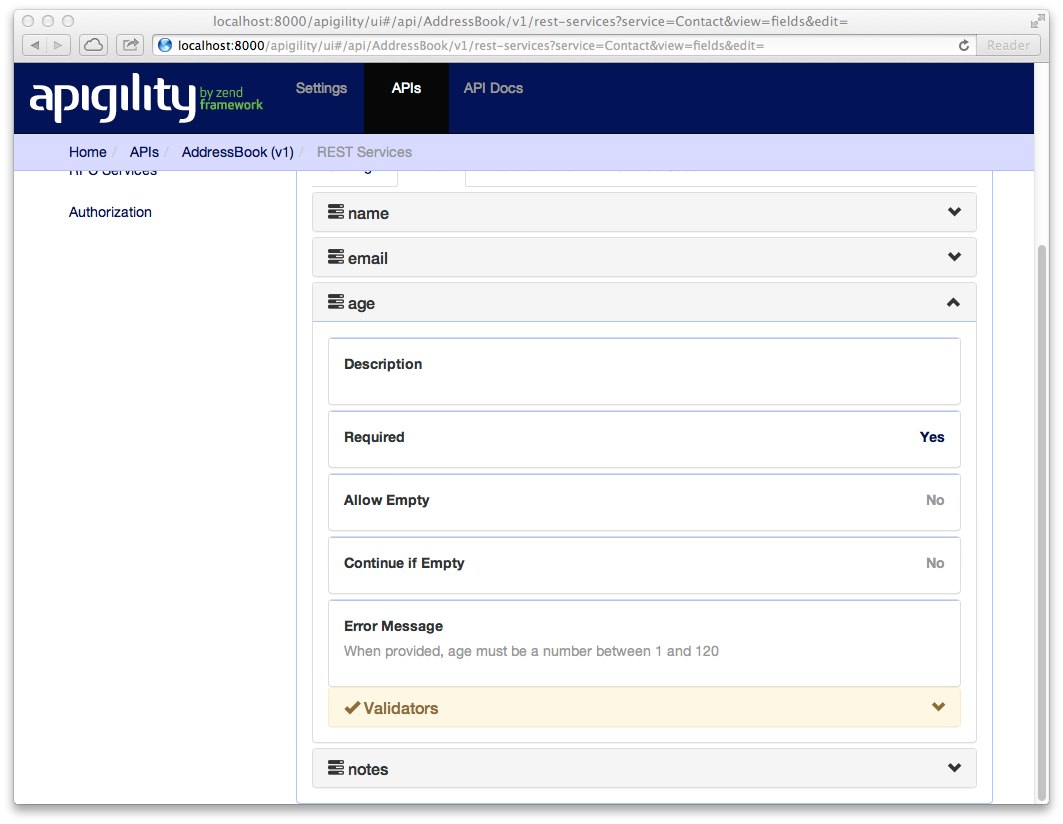 localhost:8000/apigility/ui#/api/AddressBook/v1/rest-services?service=Contact&view=fields&edit=
localhost:8000/apigility/ui#/api/AddressBook/v1/rest-services?service=Contact&view=fields&edit=
Reader
apigility by zend framework
Settings APIs API Docs
Home / APIs / AddressBook (v1) / REST Services
RPC Services
Authorization
name
email
age
Description
Required Yes
Allow Empty No
Continue if Empty No
Error Message
When provided, age must be a number between 1 and 120
Validators
notes